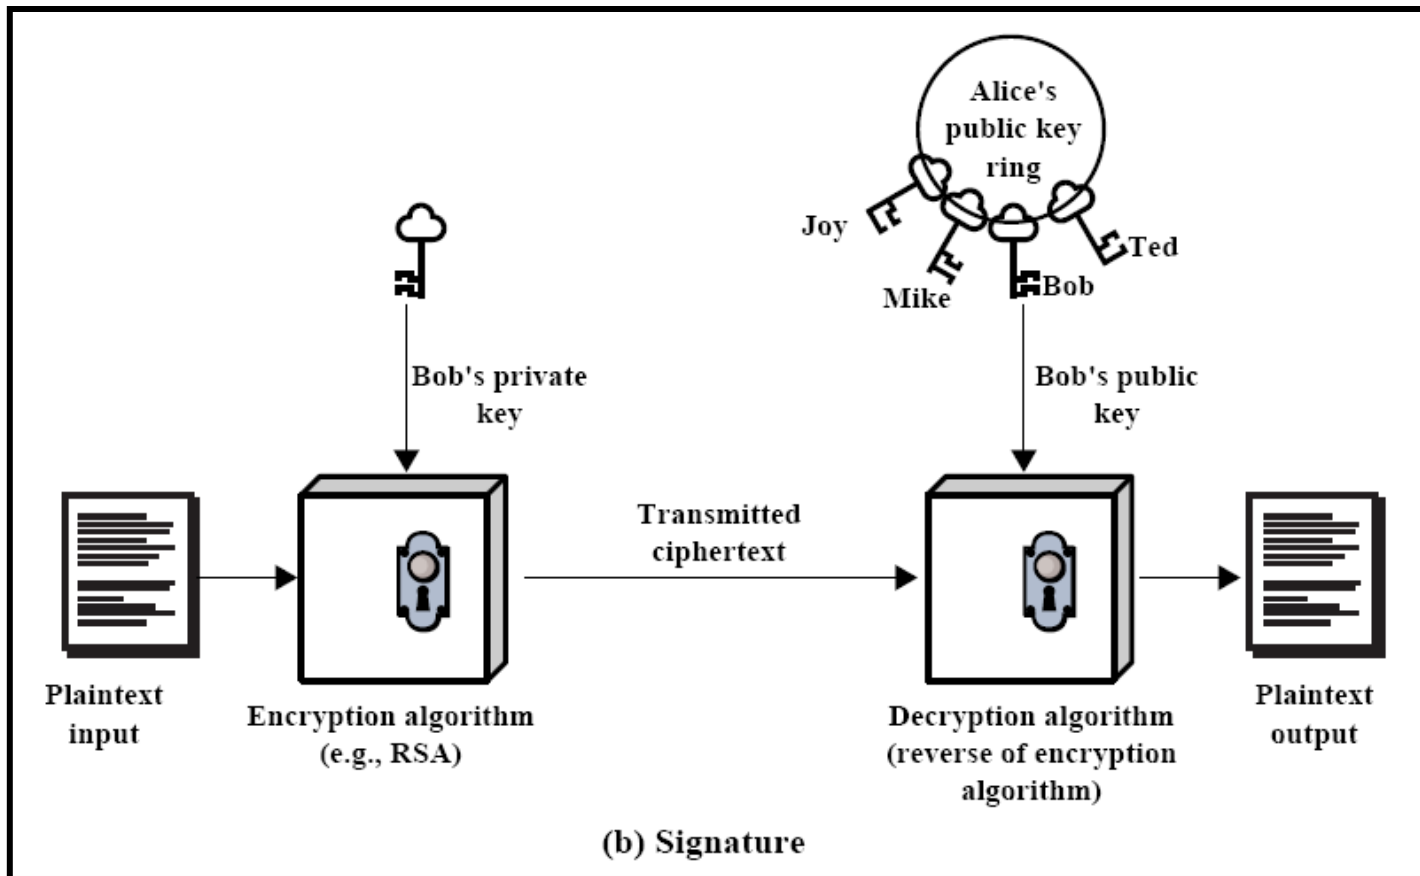 Alice's
public key
ring
Joy
Mike
Bob
Ted
Bob's private
key
Bob's public
key
Transmitted
ciphertext
Plaintext
input
Encryption algorithm
(e.g., RSA)
Decryption algorithm
(reverse of encryption
algorithm)
Plaintext
output
(b) Signature